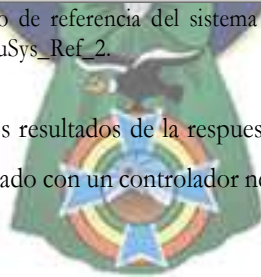 o de referencia del sistema
uSys_Ref_2.
s resultados de la respues
ado con un controlador ne